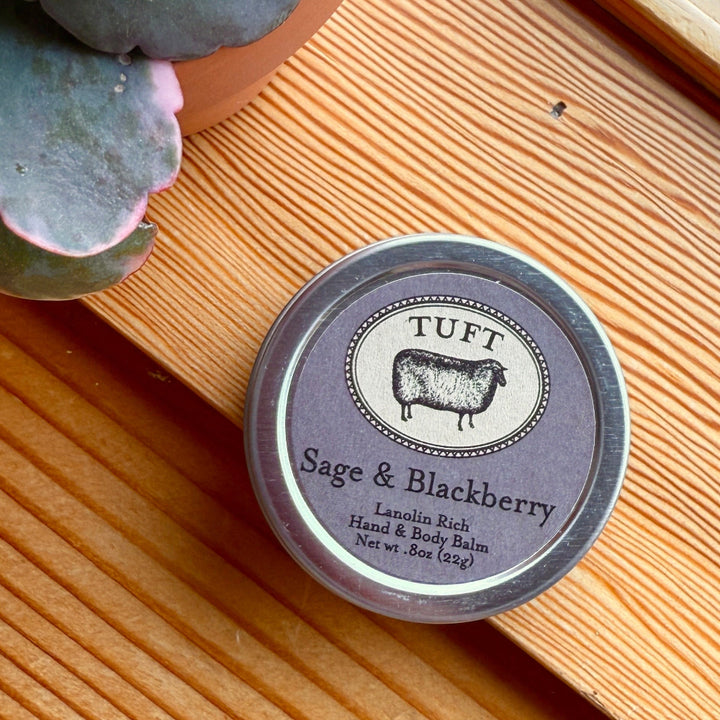 TUFT
Sage & Blackberry
Lanolin Rich
Hand & Body Balm
Net wt .8oz (22g)